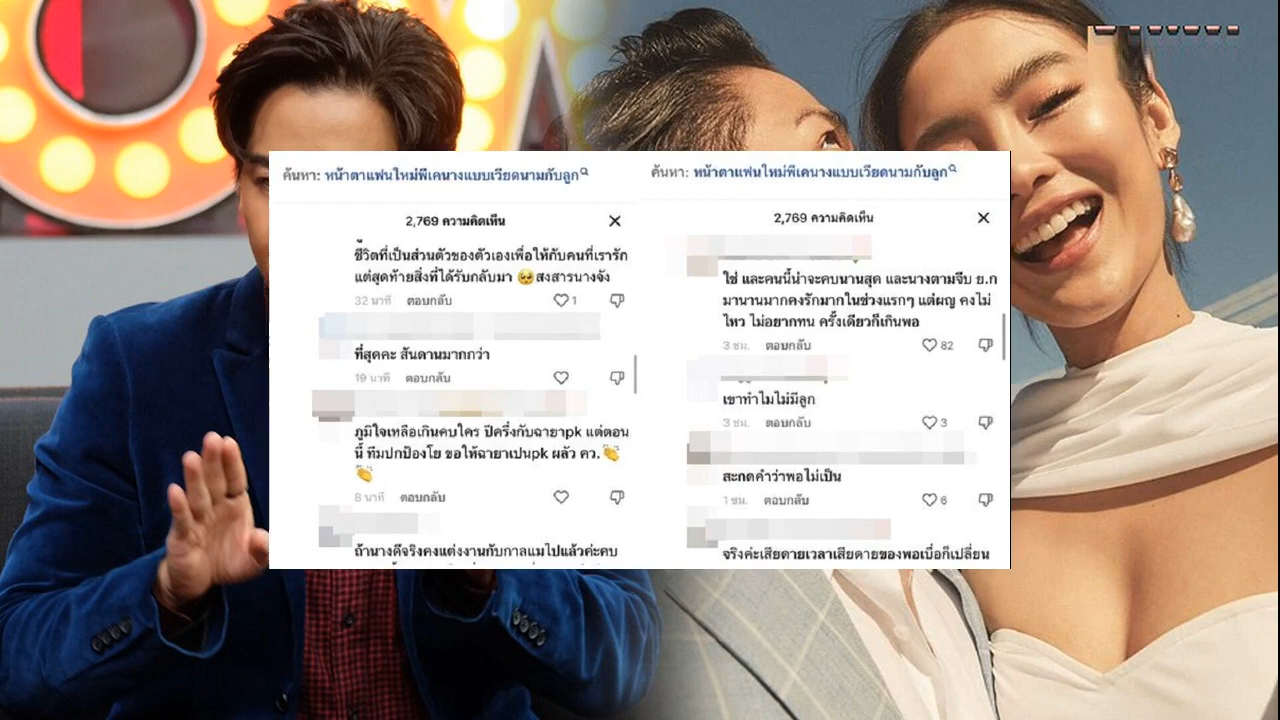 ค้นหา: หน้าตาแฟนใหม่พีเคนางแบบเวียดนามกับลูก
2,769 ความคิดเห็น
ชีวิตที่เป็นส่วนตัวของตัวเองเพื่อให้กับคนที่เรารัก
แต่สุดท้ายสิ่งที่ได้รับกลับมา 🥺 สงสารนางจัง
32 นาที ตอบกลับ 1
ที่สุดคะ สันดานมากกว่า
19 นาที ตอบกลับ
ภูมิใจเหลือเกินคบใคร ปีครึ่งกับฉายาpk แต่ตอน
นี้ ทีมปกป้องโย ขอให้ฉายาเปนpk ผลัว คว. 👏
👏
8 นาที ตอบกลับ
ถ้านางดีจริงคงแต่งงานกับกาลแมไปแล้วค่ะคบ
ค้นหา: หน้าตาแฟนใหม่พีเคนางแบบเวียดนามกับลูก
2,769 ความคิดเห็น
ใช่ และคนนี้น่าจะคบนานสุด และนางตามจีบ ย.ก
มานานมากคงรักมากในช่วงแรกๆ แต่ผญ คงไม่
ไหว ไม่อยากทน ครั้งเดียวก็เกินพอ
3 ชม. ตอบกลับ 82
เขาทำไมไม่มีลูก
3 ชม. ตอบกลับ 3
สะกดคำว่าพอไม่เป็น
1 ชม. ตอบกลับ 6
จริงค่ะเสียดายเวลาเสียดายของพอเบื่อก็เปลี่ยน